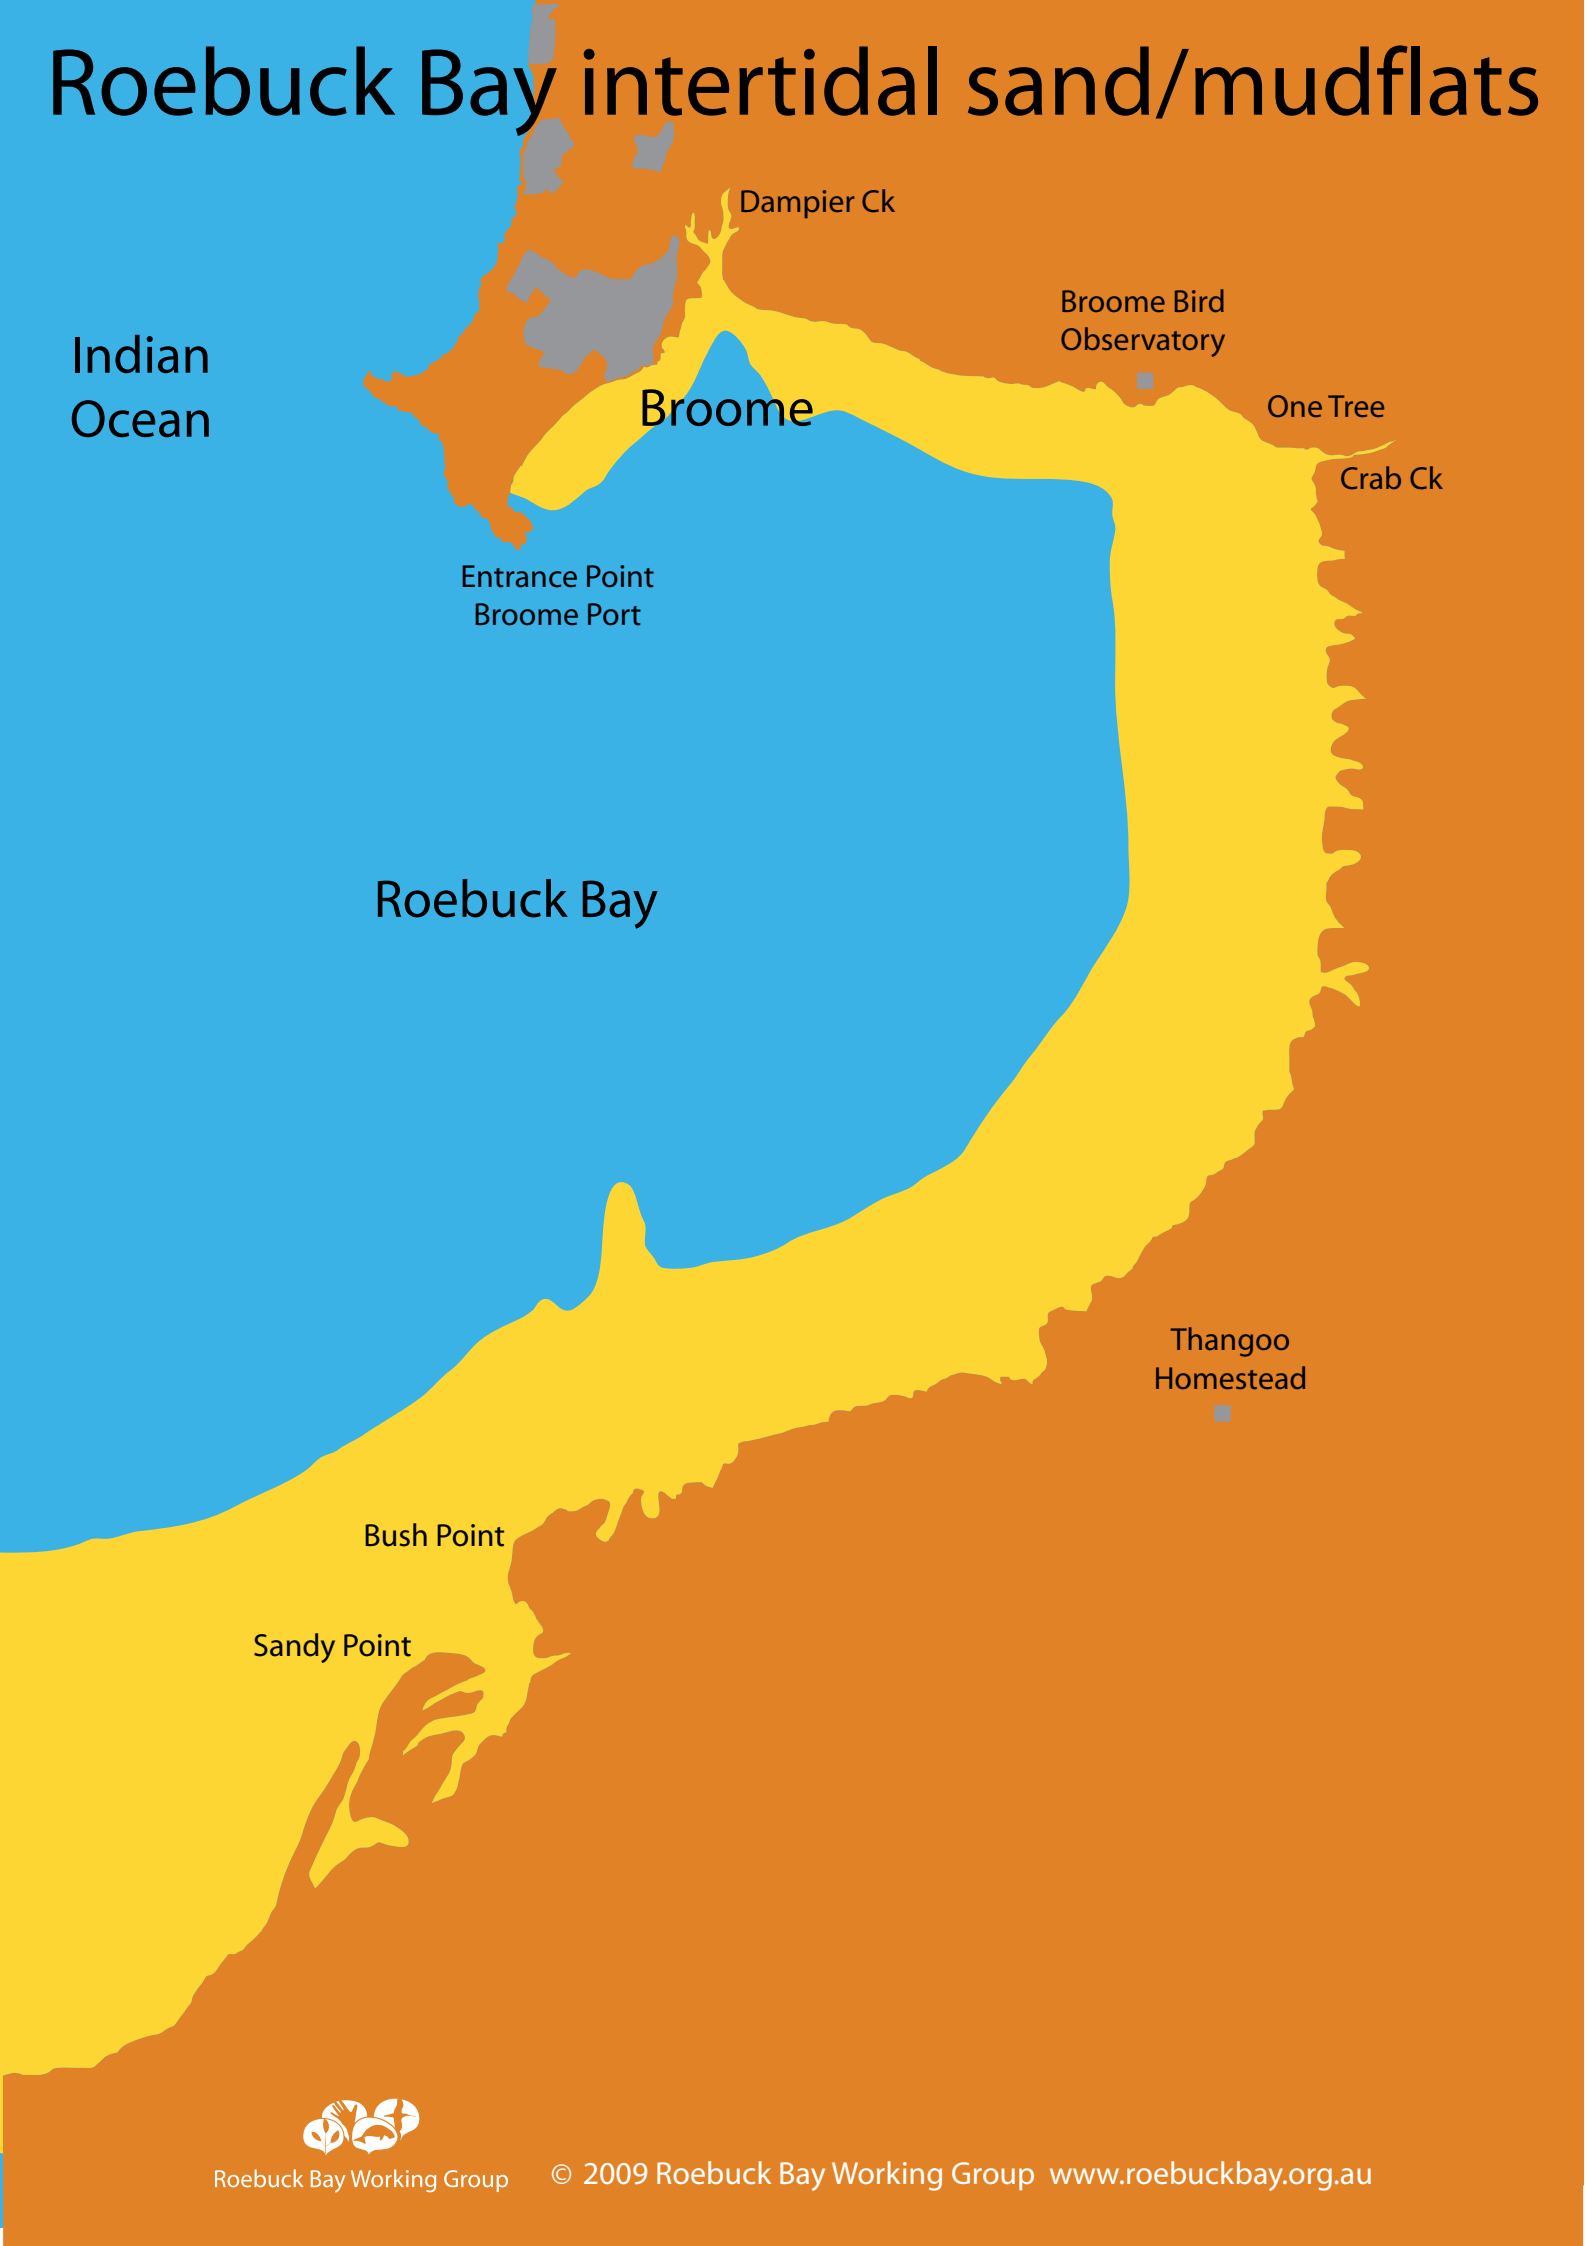 Roebuck Bay intertidal sand/mudflats
Dampier Ck
Broome Bird
Observatory
Indian
Ocean
Broome
One Tree
Crab Ck
Entrance Point
Broome Port
Roebuck Bay
Thangoo
Homestead
Bush Point
Sandy Point
Roebuck Bay Working Group
© 2009 Roebuck Bay Working Group www.roebuckbay.org.au